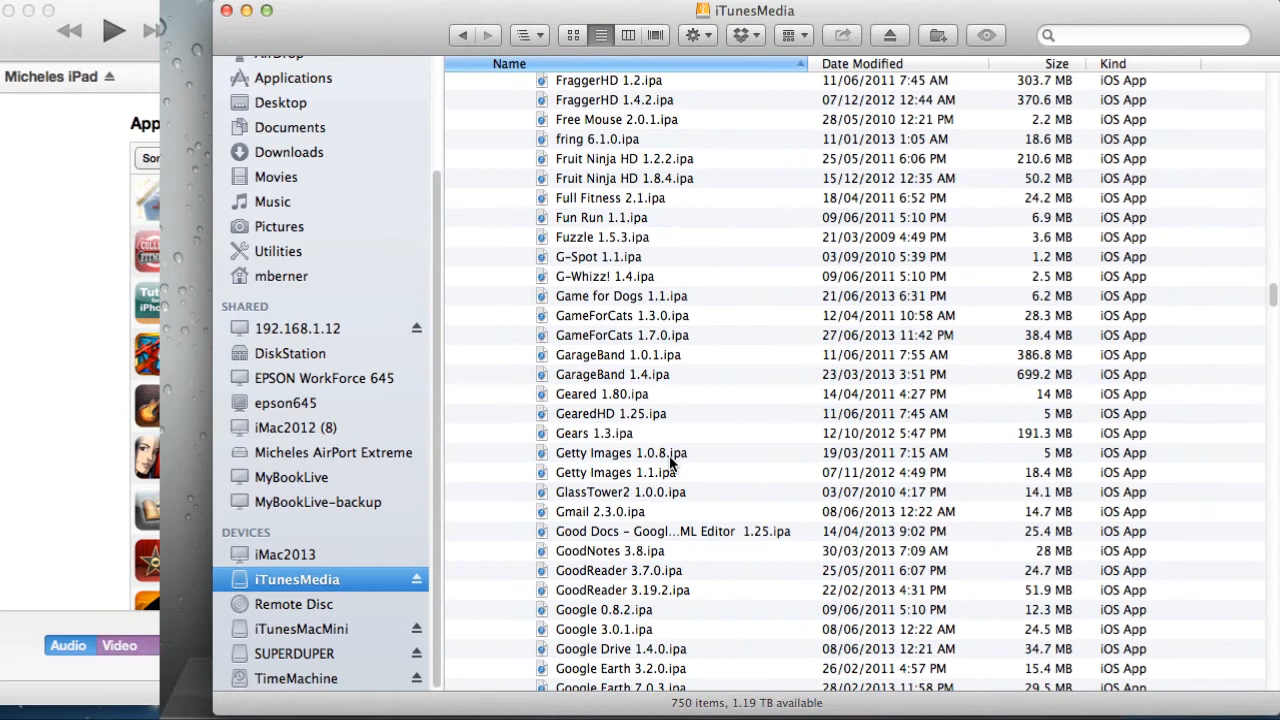 iTunesMedia
Micheles iPad
App
Sor
Audio Video
AirDrop
Applications
Desktop
Documents
Downloads
Movies
Music
Pictures
Utilities
mberner
SHARED
192.168.1.12
DiskStation
EPSON WorkForce 645
epson645
iMac2012 (8)
Micheles AirPort Extreme
MyBookLive
MyBookLive-backup
DEVICES
iMac2013
iTunesMedia
Remote Disc
iTunesMacMini
SUPERDUPER
TimeMachine
Name Date Modified Size Kind
FraggerHD 1.2.ipa 11/06/2011 7:45 AM 303.7 MB iOS App
FraggerHD 1.4.2.ipa 07/12/2012 12:44 AM 370.6 MB iOS App
Free Mouse 2.0.1.ipa 28/05/2010 12:21 PM 2.2 MB iOS App
fring 6.1.0.ipa 11/01/2013 1:05 AM 18.6 MB iOS App
Fruit Ninja HD 1.2.2.ipa 25/05/2011 6:06 PM 210.6 MB iOS App
Fruit Ninja HD 1.8.4.ipa 15/12/2012 12:35 AM 50.2 MB iOS App
Full Fitness 2.1.ipa 18/04/2011 6:52 PM 24.2 MB iOS App
Fun Run 1.1.ipa 09/06/2011 5:10 PM 6.9 MB iOS App
Fuzzle 1.5.3.ipa 21/03/2009 4:49 PM 3.6 MB iOS App
G-Spot 1.1.ipa 03/09/2010 5:39 PM 1.2 MB iOS App
G-Whizz! 1.4.ipa 09/06/2011 5:10 PM 2.5 MB iOS App
Game for Dogs 1.1.ipa 21/06/2013 6:31 PM 6.2 MB iOS App
GameForCats 1.3.0.ipa 12/04/2011 10:58 AM 28.3 MB iOS App
GameForCats 1.7.0.ipa 27/06/2013 11:42 PM 38.4 MB iOS App
GarageBand 1.0.1.ipa 11/06/2011 7:55 AM 386.8 MB iOS App
GarageBand 1.4.ipa 23/03/2013 3:51 PM 699.2 MB iOS App
Geared 1.80.ipa 14/04/2011 4:27 PM 14 MB iOS App
GearedHD 1.25.ipa 11/06/2011 7:45 AM 5 MB iOS App
Gears 1.3.ipa 12/10/2012 5:47 PM 191.3 MB iOS App
Getty Images 1.0.8.ipa 19/03/2011 7:15 AM 5 MB iOS App
Getty Images 1.1.ipa 07/01/2012 4:49 PM 18.4 MB iOS App
GlassTower2 1.0.0.ipa 03/07/2010 4:17 PM 14.1 MB iOS App
Gmail 2.3.0.ipa 08/06/2013 12:22 AM 14.7 MB iOS App
Good Docs - Googl...ML Editor 1.25.ipa 14/04/2013 9:02 PM 25.4 MB iOS App
GoodNotes 3.8.ipa 30/03/2013 7:09 AM 28 MB iOS App
GoodReader 3.7.0.ipa 25/05/2011 6:07 PM 24.7 MB iOS App
GoodReader 3.19.2.ipa 22/02/2013 4:31 PM 51.9 MB iOS App
Google 0.8.2.ipa 09/06/2011 5:10 PM 12.3 MB iOS App
Google 3.0.1.ipa 08/06/2013 12:22 AM 24.5 MB iOS App
Google Drive 1.4.0.ipa 08/06/2013 12:21 AM 34.7 MB iOS App
Google Earth 3.2.0.ipa 26/02/2011 4:57 PM 15.4 MB iOS App
Google Earth 7.0.3.ipa 28/02/2013 11:58 PM 29.5 MB iOS App
750 items, 1.19 TB available